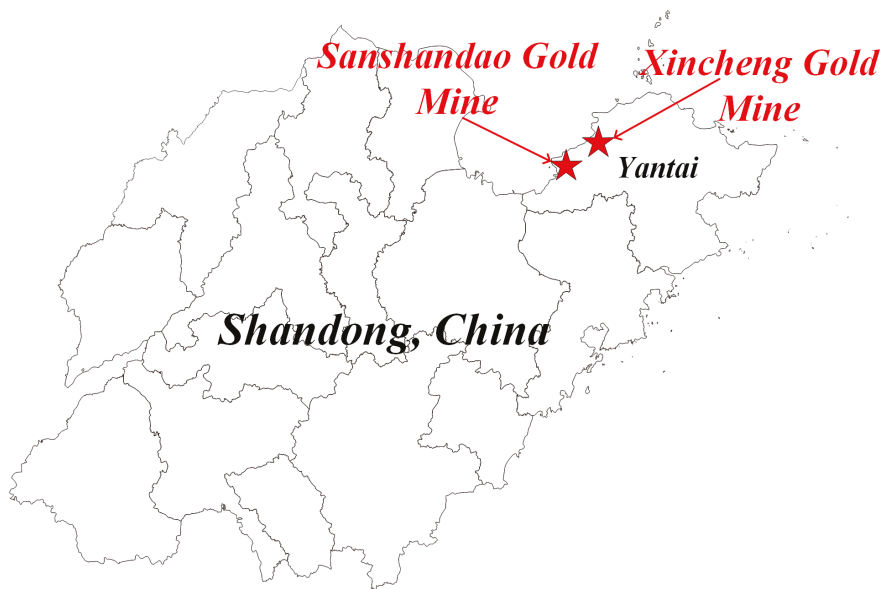 Sanshandao Gold
Mine
Xincheng Gold
Mine
Yantai
Shandong, China